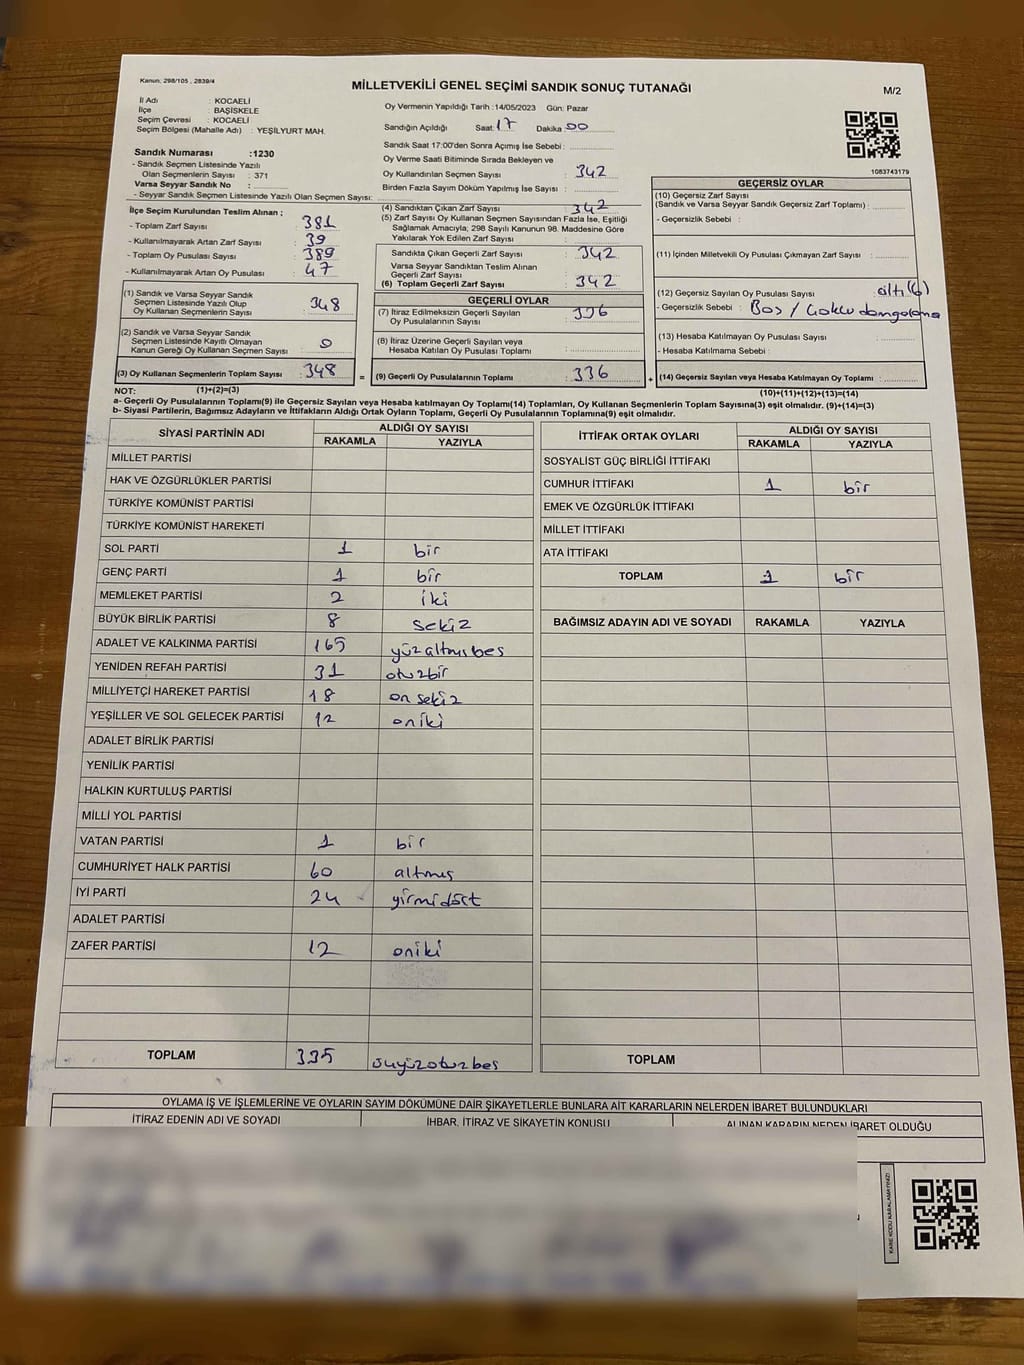 Kanun, 298/105 , 2839/4
MİLLETVEKİLİ GENEL SEÇİMİ SANDIK SONUÇ TUTANAĞI
M/2
İl Adı : KOCAELİ
İlçe : BAŞİSKELE
Seçim Çevresi : KOCAELİ
Seçim Bölgesi (Mahalle Adı) : YEŞİLYURT MAH.
Sandık Numarası :1230
- Sandık Seçmen Listesinde Yazılı
Olan Seçmenlerin Sayısı : 371
Varsa Seyyar Sandık No :
- Seyyar Sandık Seçmen Listesinde Yazılı Olan Seçmen Sayısı:
Oy Vermenin Yapıldığı Tarih :14/05/2023 Gün: Pazar
Sandığın Açıldığı Saat: 17 Dakika: 00
Sandık Saat 17:00'den Sonra Açımış İse Sebebi :
Oy Verme Saati Bitiminde Sırada Bekleyen ve
Oy Kullandırılan Seçmen Sayısı : 342
Birden Fazla Sayım Döküm Yapılmış İse Sayısı :
1083743179
İlçe Seçim Kurulundan Teslim Alınan ;
- Toplam Zarf Sayısı : 381
- Kullanılmayarak Artan Zarf Sayısı : 39
- Toplam Oy Pusulası Sayısı : 389
- Kullanılmayarak Artan Oy Pusulası : 47
(1) Sandık ve Varsa Seyyar Sandık
Seçmen Listesinde Yazılı Olup
Oy Kullanan Seçmenlerin Sayısı : 348
(2) Sandık ve Varsa Seyyar Sandık
Seçmen Listesinde Kayıtlı Olmayan
Kanun Gereği Oy Kullanan Seçmen Sayısı : 0
(3) Oy Kullanan Seçmenlerin Toplam Sayısı : 348
(4) Sandıktan Çıkan Zarf Sayısı : 342
(5) Zarf Sayısı Oy Kullanan Seçmen Sayısından Fazla İse, Eşitliği
Sağlamak Amacıyla, 298 Sayılı Kanunun 98. Maddesine Göre
Yakılarak Yok Edilen Zarf Sayısı :
Sandıkta Çıkan Geçerli Zarf Sayısı : 342
Varsa Seyyar Sandıktan Teslim Alınan
Geçerli Zarf Sayısı :
(6) Toplam Geçerli Zarf Sayısı : 342
GEÇERLİ OYLAR
(7) İtiraz Edilmeksizin Geçerli Sayılan
Oy Pusulalarının Sayısı : 336
(8) İtiraz Üzerine Geçerli Sayılan veya
Hesaba Katılan Oy Pusulası Toplamı :
= (9) Geçerli Oy Pusulalarının Toplamı : 336
GEÇERSİZ OYLAR
(10) Geçersiz Zarf Sayısı
(Sandık ve Varsa Seyyar Sandık Geçersiz Zarf Toplamı) :
- Geçersizlik Sebebi :
(11) İçinden Milletvekili Oy Pusulası Çıkmayan Zarf Sayısı :
(12) Geçersiz Sayılan Oy Pusulası Sayısı : altı(6)
- Geçersizlik Sebebi : Boş / Çoklu damgalama
(13) Hesaba Katılmayan Oy Pusulası Sayısı :
- Hesaba Katılmama Sebebi :
+ (14) Geçersiz Sayılan veya Hesaba Katılmayan Oy Toplamı :
NOT: (1)+(2)=(3)
(10)+(11)+(12)+(13)=(14)
a- Geçerli Oy Pusulalarının Toplamı(9) ile Geçersiz Sayılan veya Hesaba katılmayan Oy Toplamı(14) Toplamları, Oy Kullanan Seçmenlerin Toplam Sayısına(3) eşit olmalıdır. (9)+(14)=(3)
b- Siyasi Partilerin, Bağımsız Adayların ve İttifakların Aldığı Ortak Oyların Toplamı, Geçerli Oy Pusulalarının Toplamına(9) eşit olmalıdır.
SİYASİ PARTİNİN ADI ALDIĞI OY SAYISI
RAKAMLA YAZIYLA
MİLLET PARTİSİ
HAK VE ÖZGÜRLÜKLER PARTİSİ
TÜRKİYE KOMÜNİST PARTİSİ
TÜRKİYE KOMÜNİST HAREKETİ
SOL PARTİ 1 bir
GENÇ PARTİ 1 bir
MEMLEKET PARTİSİ 2 iki
BÜYÜK BİRLİK PARTİSİ 8 sekiz
ADALET VE KALKINMA PARTİSİ 165 yüzaltmışbeş
YENİDEN REFAH PARTİSİ 31 otuzbir
MİLLİYETÇİ HAREKET PARTİSİ 18 on sekiz
YEŞİLLER VE SOL GELECEK PARTİSİ 12 oniki
ADALET BİRLİK PARTİSİ
YENİLİK PARTİSİ
HALKIN KURTULUŞ PARTİSİ
MİLLİ YOL PARTİSİ
VATAN PARTİSİ 1 bir
CUMHURİYET HALK PARTİSİ 60 altmış
İYİ PARTİ 24 yirmidört
ADALET PARTİSİ
ZAFER PARTİSİ 12 oniki
TOPLAM 335 üçyüzotuzbeş
İTTİFAK ORTAK OYLARI ALDIĞI OY SAYISI
RAKAMLA YAZIYLA
SOSYALİST GÜÇ BİRLİĞİ İTTİFAKI
CUMHUR İTTİFAKI 1 bir
EMEK VE ÖZGÜRLÜK İTTİFAKI
MİLLET İTTİFAKI
ATA İTTİFAKI
TOPLAM 1 bir
BAĞIMSIZ ADAYIN ADI VE SOYADI RAKAMLA YAZIYLA
TOPLAM
OYLAMA İŞ VE İŞLEMLERİNE VE OYLARIN SAYIM DÖKÜMÜNE DAİR ŞİKAYETLERLE BUNLARA AİT KARARLARIN NELERDEN İBARET BULUNDUKLARI
İTİRAZ EDENİN ADI VE SOYADI İHBAR, İTİRAZ VE ŞİKAYETİN KONUSU ALINAN KARARIN NEDEN İBARET OLDUĞU
KARE KODU KARALAMAYINIZ!